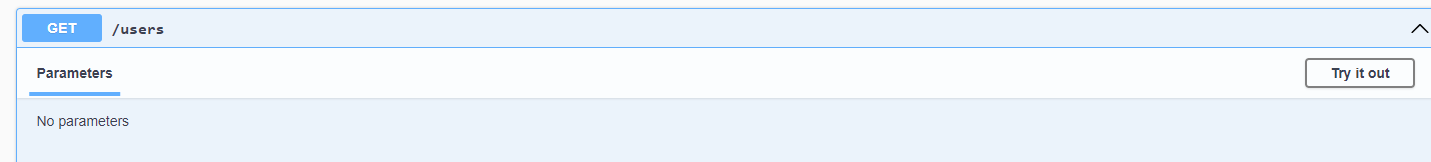 GET /users
Parameters Try it out
No parameters